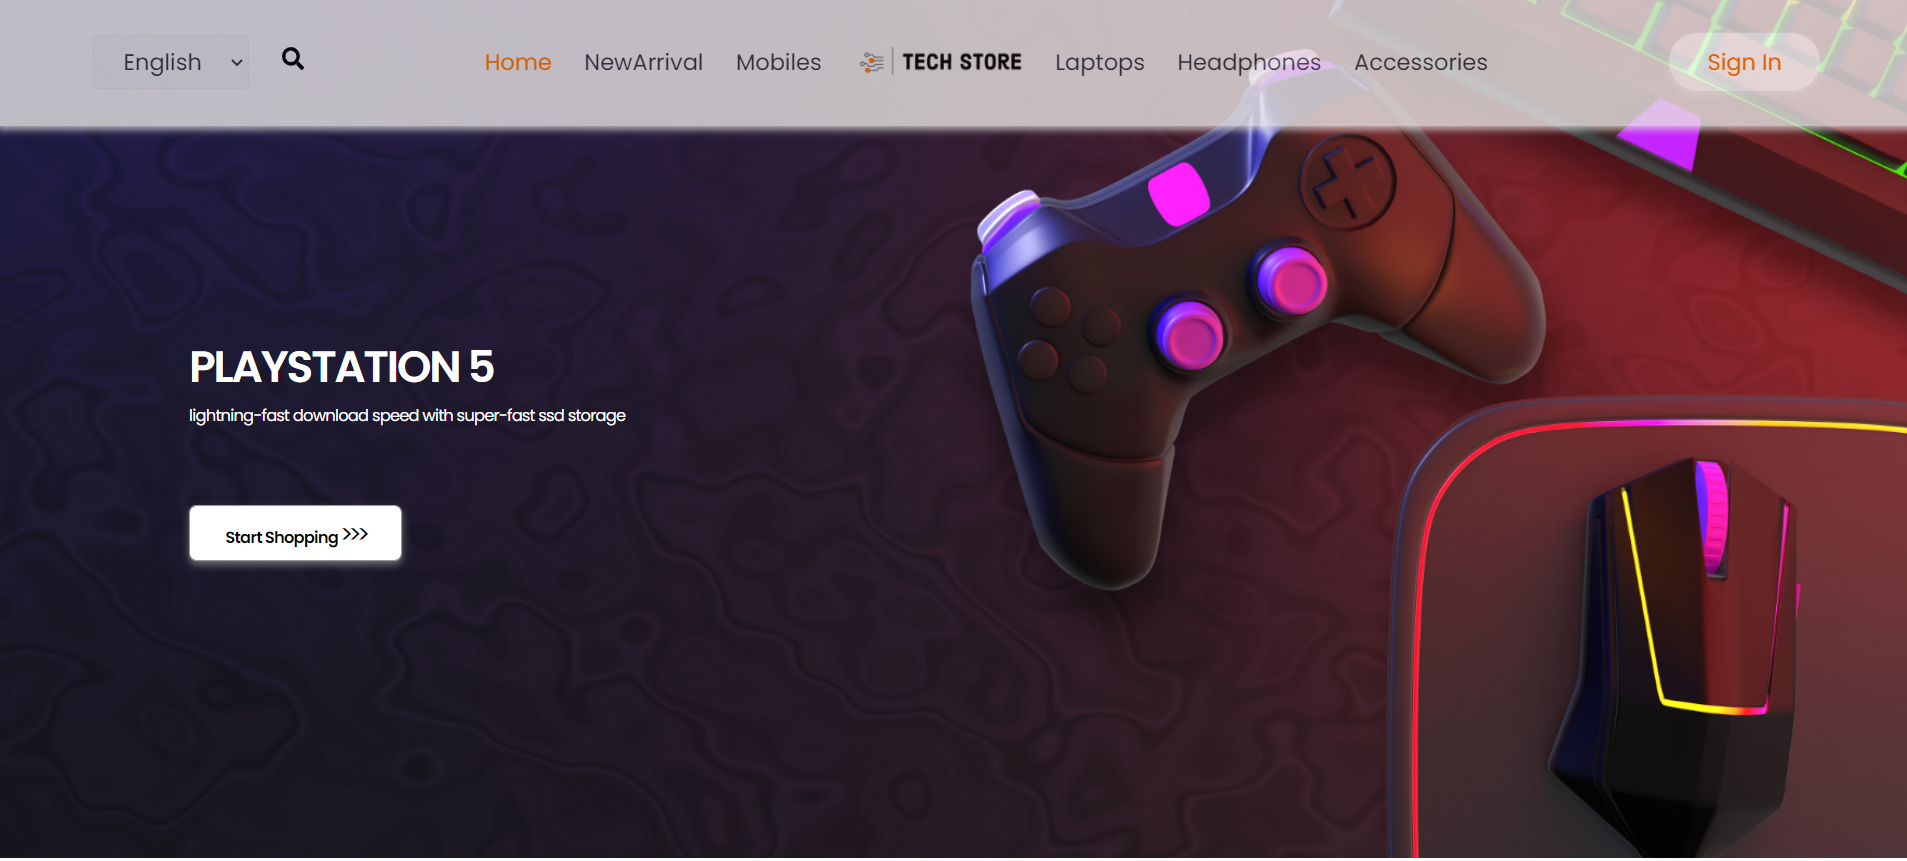 English
Home NewArrival Mobiles TECH STORE Laptops Headphones Accessories
Sign In
PLAYSTATION 5
lightning-fast download speed with super-fast ssd storage
Start Shopping >>>